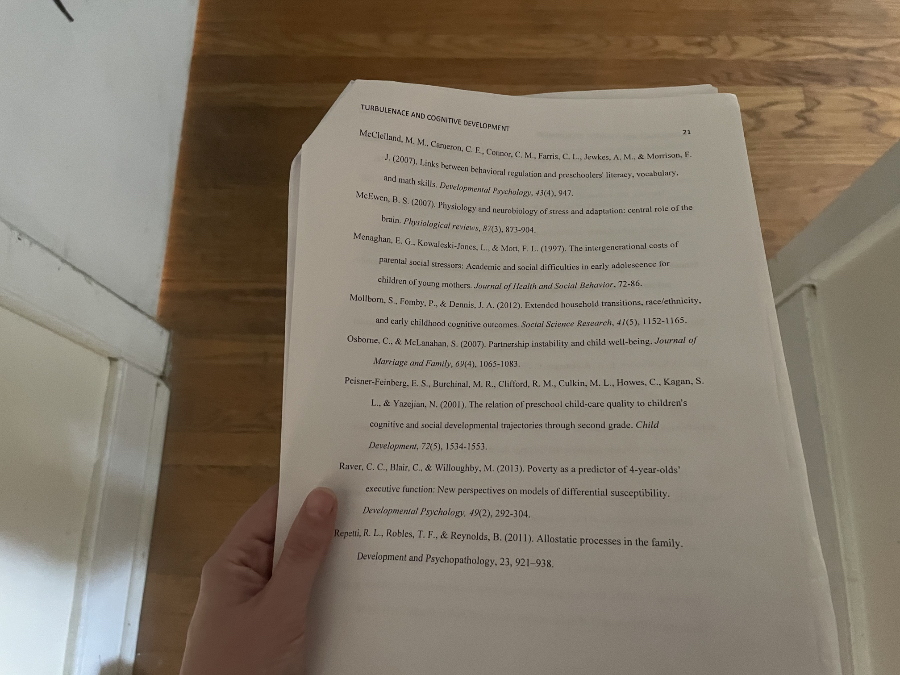 TURBULENACE AND COGNITIVE DEVELOPMENT
21
McClelland, M. M., Cameron, C. E., Connor, C. M., Farris, C. L., Jewkes, A. M., & Morrison, F.
J. (2007). Links between behavioral regulation and preschoolers' literacy, vocabulary,
and math skills. Developmental Psychology, 43(4), 947.
McEwen, B. S. (2007). Physiology and neurobiology of stress and adaptation: central role of the
brain. Physiological reviews, 87(3), 873-904.
Menaghan, E. G., Kowaleski-Jones, L., & Mott, F. L. (1997). The intergenerational costs of
parental social stressors: Academic and social difficulties in early adolescence for
children of young mothers. Journal of Health and Social Behavior, 72-86.
Mollborn, S., Fomby, P., & Dennis, J. A. (2012). Extended household transitions, race/ethnicity,
and early childhood cognitive outcomes. Social Science Research, 41(5), 1152-1165.
Osborne, C., & McLanahan, S. (2007). Partnership instability and child well-being. Journal of
Marriage and Family, 69(4), 1065-1083.
Peisner-Feinberg, E. S., Burchinal, M. R., Clifford, R. M., Culkin, M. L., Howes, C., Kagan, S.
L., & Yazejian, N. (2001). The relation of preschool child-care quality to children's
cognitive and social developmental trajectories through second grade. Child
Development, 72(5), 1534-1553.
Raver, C. C., Blair, C., & Willoughby, M. (2013). Poverty as a predictor of 4-year-olds'
executive function: New perspectives on models of differential susceptibility.
Developmental Psychology, 49(2), 292-304.
Repetti, R. L., Robles, T. F., & Reynolds, B. (2011). Allostatic processes in the family.
Development and Psychopathology, 23, 921–938.